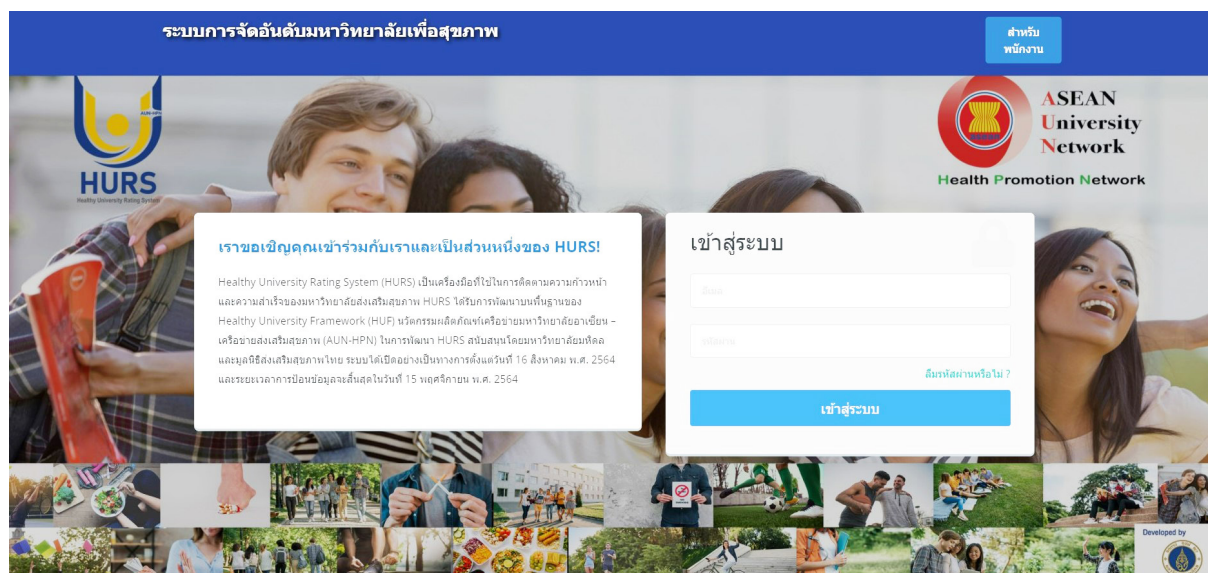 ระบบการจัดอันดับมหาวิทยาลัยเพื่อสุขภาพ
สำหรับ
พนักงาน
AUN-HPN
HURS
Healthy University Rating System
ASEAN
University
Network
Health Promotion Network
เราขอเชิญคุณเข้าร่วมกับเราและเป็นส่วนหนึ่งของ HURS!
Healthy University Rating System (HURS) เป็นเครื่องมือที่ใช้ในการติดตามความก้าวหน้า
และความสำเร็จของมหาวิทยาลัยส่งเสริมสุขภาพ HURS ได้รับการพัฒนาบนพื้นฐานของ
Healthy University Framework (HUF) นวัตกรรมผลิตภัณฑ์เครือข่ายมหาวิทยาลัยอาเซียน –
เครือข่ายส่งเสริมสุขภาพ (AUN-HPN) ในการพัฒนา HURS สนับสนุนโดยมหาวิทยาลัยมหิดล
และมูลนิธิส่งเสริมสุขภาพไทย ระบบได้เปิดอย่างเป็นทางการตั้งแต่วันที่ 16 สิงหาคม พ.ศ. 2564
และระยะเวลาการป้อนข้อมูลจะสิ้นสุดในวันที่ 15 พฤศจิกายน พ.ศ. 2564
เข้าสู่ระบบ
อีเมล
รหัสผ่าน
ลืมรหัสผ่านหรือไม่ ?
เข้าสู่ระบบ
Developed by